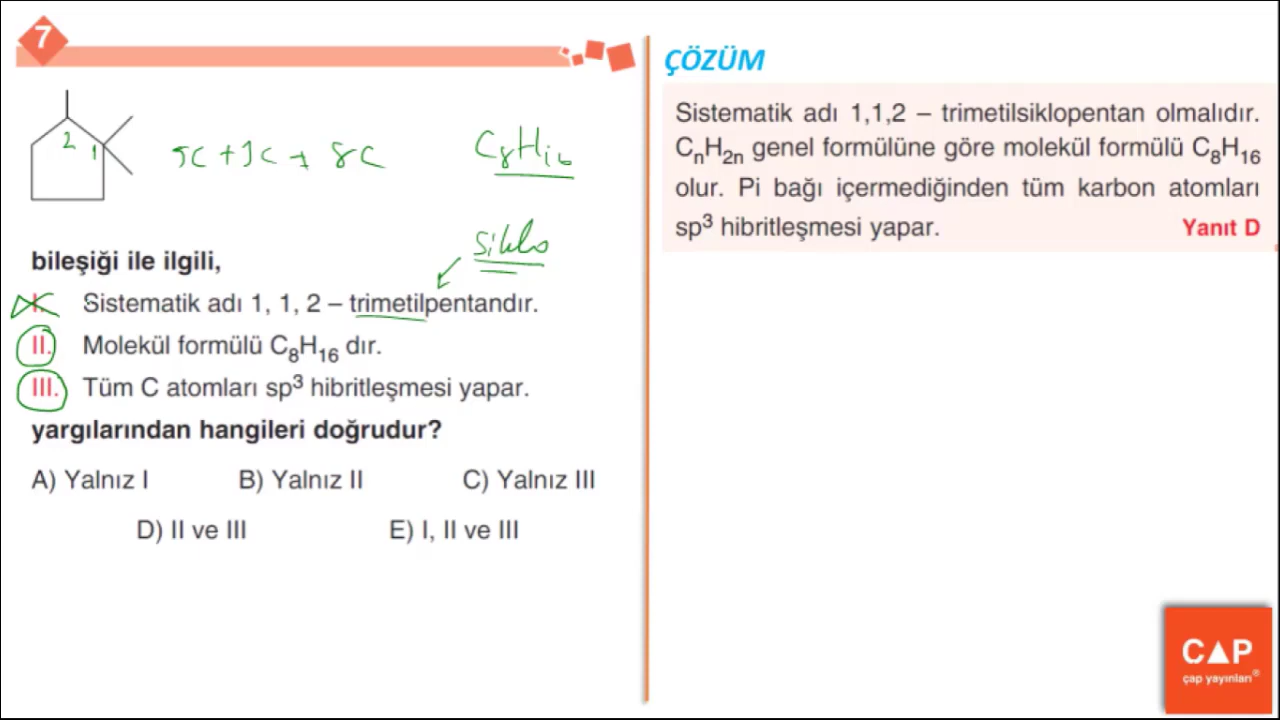 7
2
1
5C + 3C → 8C
C8H16
siklo
bileşiği ile ilgili,
I. Sistematik adı 1, 1, 2 – trimetilpentandır.
II. Molekül formülü C8H16 dır.
III. Tüm C atomları sp3 hibritleşmesi yapar.
yargılarından hangileri doğrudur?
A) Yalnız I B) Yalnız II C) Yalnız III
D) II ve III E) I, II ve III
ÇÖZÜM
Sistematik adı 1,1,2 – trimetilsiklopentan olmalıdır.
CnH2n genel formülüne göre molekül formülü C8H16
olur. Pi bağı içermediğinden tüm karbon atomları
sp3 hibritleşmesi yapar. Yanıt D
ÇAP
çap yayınları®